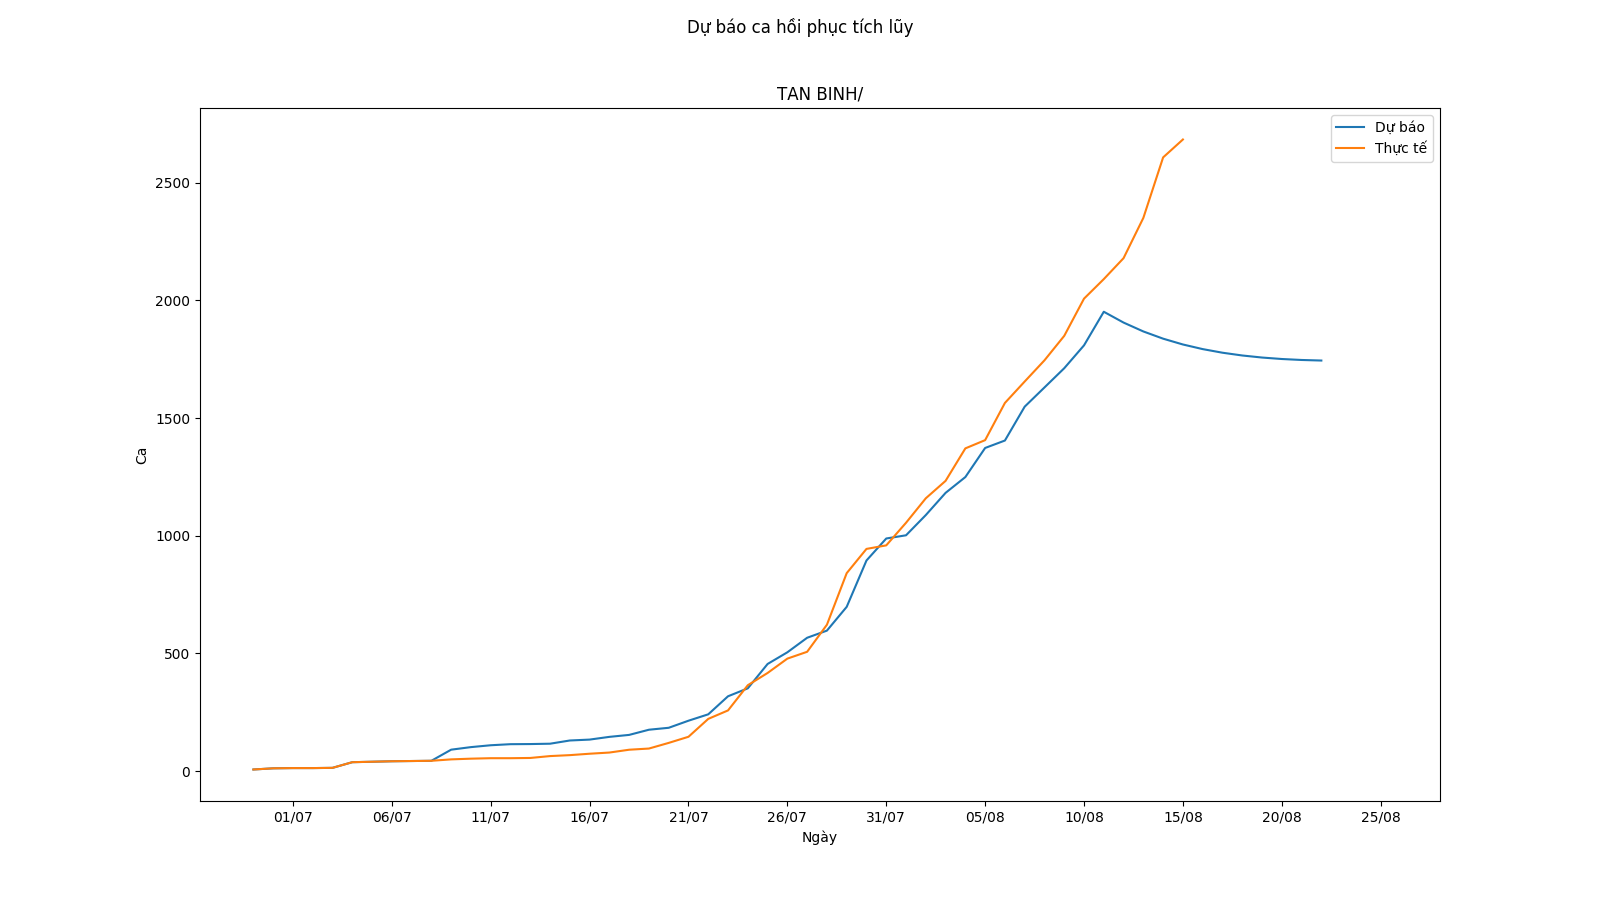 Dự báo ca hồi phục tích lũy
TAN BINH/
Dự báo
Thực tế
2500
2000
1500
1000
500
0
Ca
01/07 06/07 11/07 16/07 21/07 26/07 31/07 05/08 10/08 15/08 20/08 25/08
Ngày